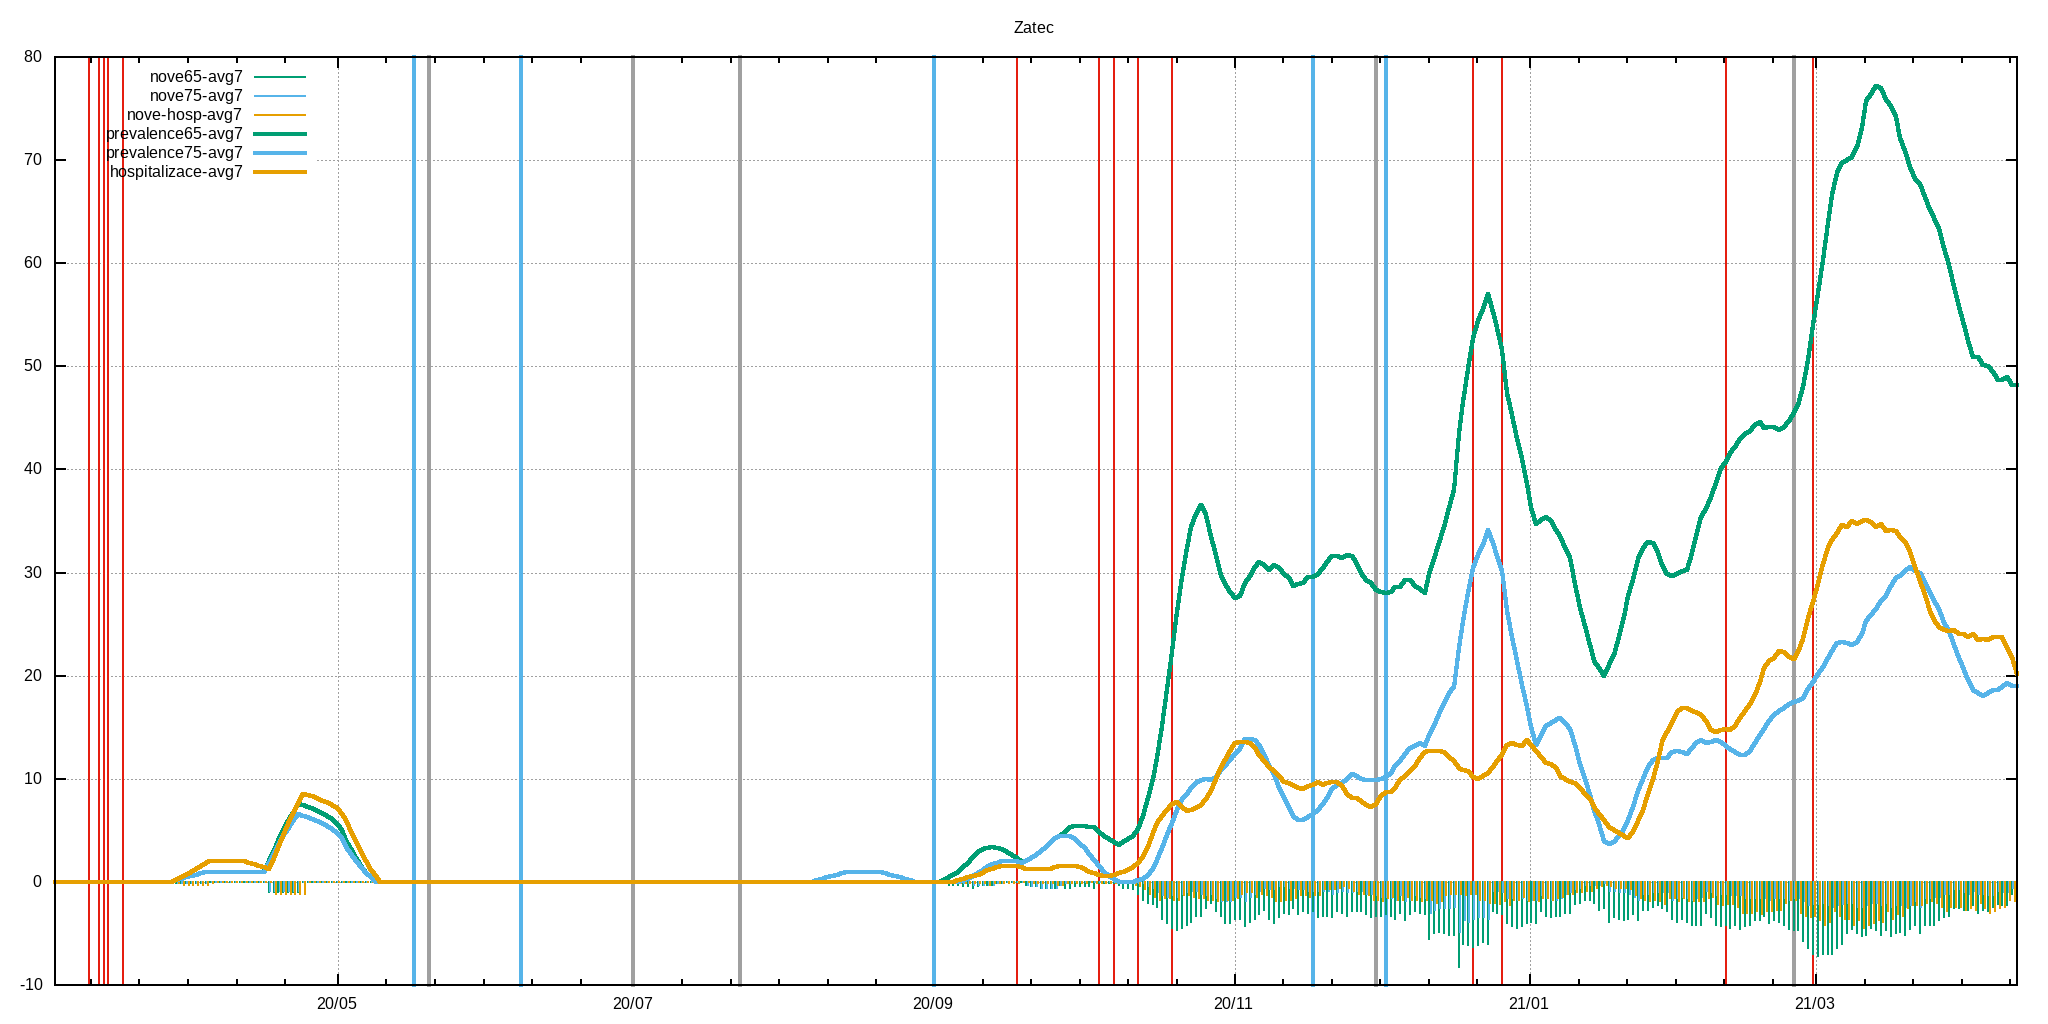 Zatec
80
70
60
50
40
30
20
10
0
-10
nove65-avg7
nove75-avg7
nove-hosp-avg7
prevalence65-avg7
prevalence75-avg7
hospitalizace-avg7
20/05
20/07
20/09
20/11
21/01
21/03